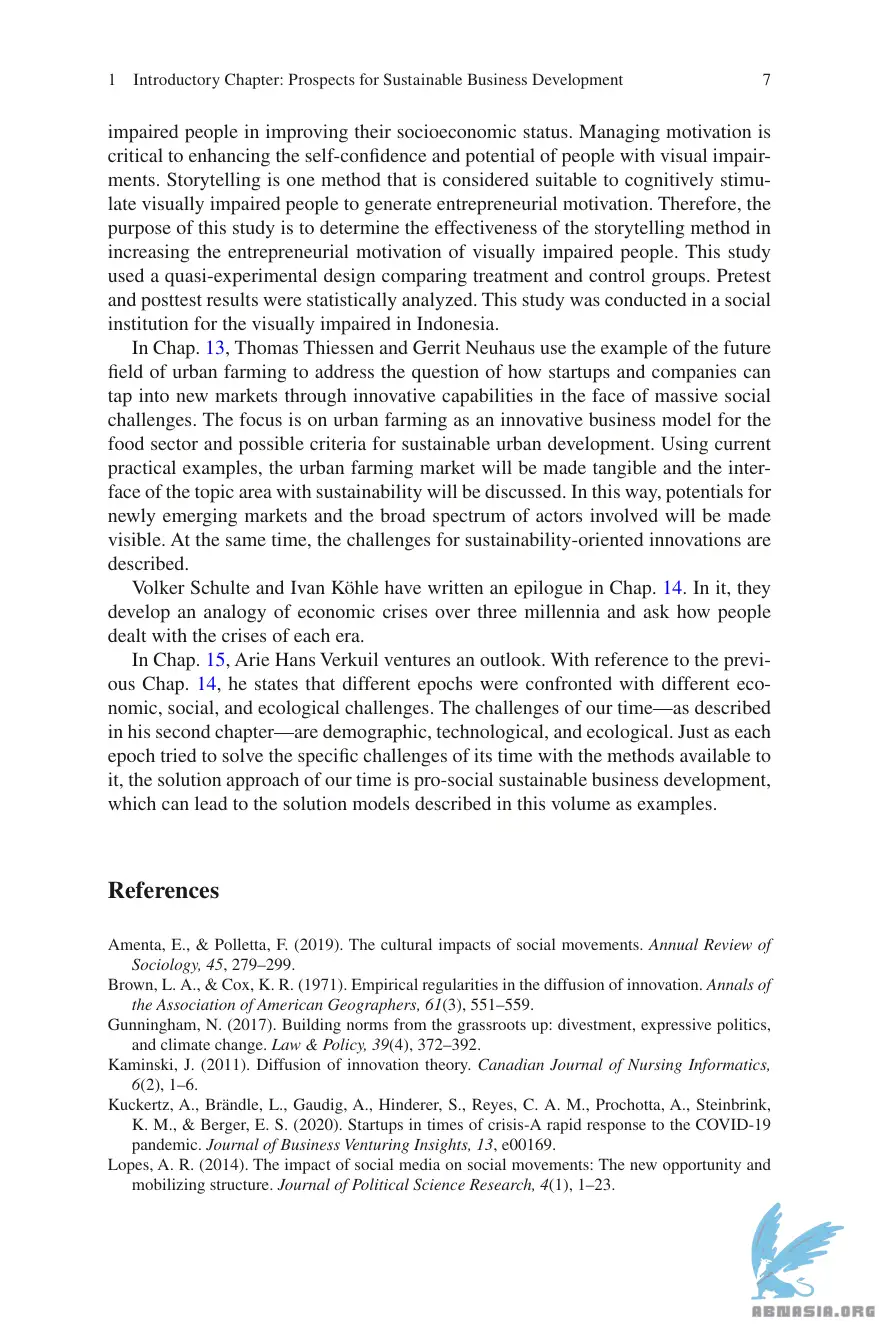 1 Introductory Chapter: Prospects for Sustainable Business Development 7
impaired people in improving their socioeconomic status. Managing motivation is
critical to enhancing the self-confidence and potential of people with visual impair-
ments. Storytelling is one method that is considered suitable to cognitively stimu-
late visually impaired people to generate entrepreneurial motivation. Therefore, the
purpose of this study is to determine the effectiveness of the storytelling method in
increasing the entrepreneurial motivation of visually impaired people. This study
used a quasi-experimental design comparing treatment and control groups. Pretest
and posttest results were statistically analyzed. This study was conducted in a social
institution for the visually impaired in Indonesia.
In Chap. 13, Thomas Thiessen and Gerrit Neuhaus use the example of the future
field of urban farming to address the question of how startups and companies can
tap into new markets through innovative capabilities in the face of massive social
challenges. The focus is on urban farming as an innovative business model for the
food sector and possible criteria for sustainable urban development. Using current
practical examples, the urban farming market will be made tangible and the inter-
face of the topic area with sustainability will be discussed. In this way, potentials for
newly emerging markets and the broad spectrum of actors involved will be made
visible. At the same time, the challenges for sustainability-oriented innovations are
described.
Volker Schulte and Ivan Köhle have written an epilogue in Chap. 14. In it, they
develop an analogy of economic crises over three millennia and ask how people
dealt with the crises of each era.
In Chap. 15, Arie Hans Verkuil ventures an outlook. With reference to the previ-
ous Chap. 14, he states that different epochs were confronted with different eco-
nomic, social, and ecological challenges. The challenges of our time—as described
in his second chapter—are demographic, technological, and ecological. Just as each
epoch tried to solve the specific challenges of its time with the methods available to
it, the solution approach of our time is pro-social sustainable business development,
which can lead to the solution models described in this volume as examples.
References
Amenta, E., & Polletta, F. (2019). The cultural impacts of social movements. Annual Review of
Sociology, 45, 279–299.
Brown, L. A., & Cox, K. R. (1971). Empirical regularities in the diffusion of innovation. Annals of
the Association of American Geographers, 61(3), 551–559.
Gunningham, N. (2017). Building norms from the grassroots up: divestment, expressive politics,
and climate change. Law & Policy, 39(4), 372–392.
Kaminski, J. (2011). Diffusion of innovation theory. Canadian Journal of Nursing Informatics,
6(2), 1–6.
Kuckertz, A., Brändle, L., Gaudig, A., Hinderer, S., Reyes, C. A. M., Prochotta, A., Steinbrink,
K. M., & Berger, E. S. (2020). Startups in times of crisis-A rapid response to the COVID-19
pandemic. Journal of Business Venturing Insights, 13, e00169.
Lopes, A. R. (2014). The impact of social media on social movements: The new opportunity and
mobilizing structure. Journal of Political Science Research, 4(1), 1–23.
ABNASIA.ORG